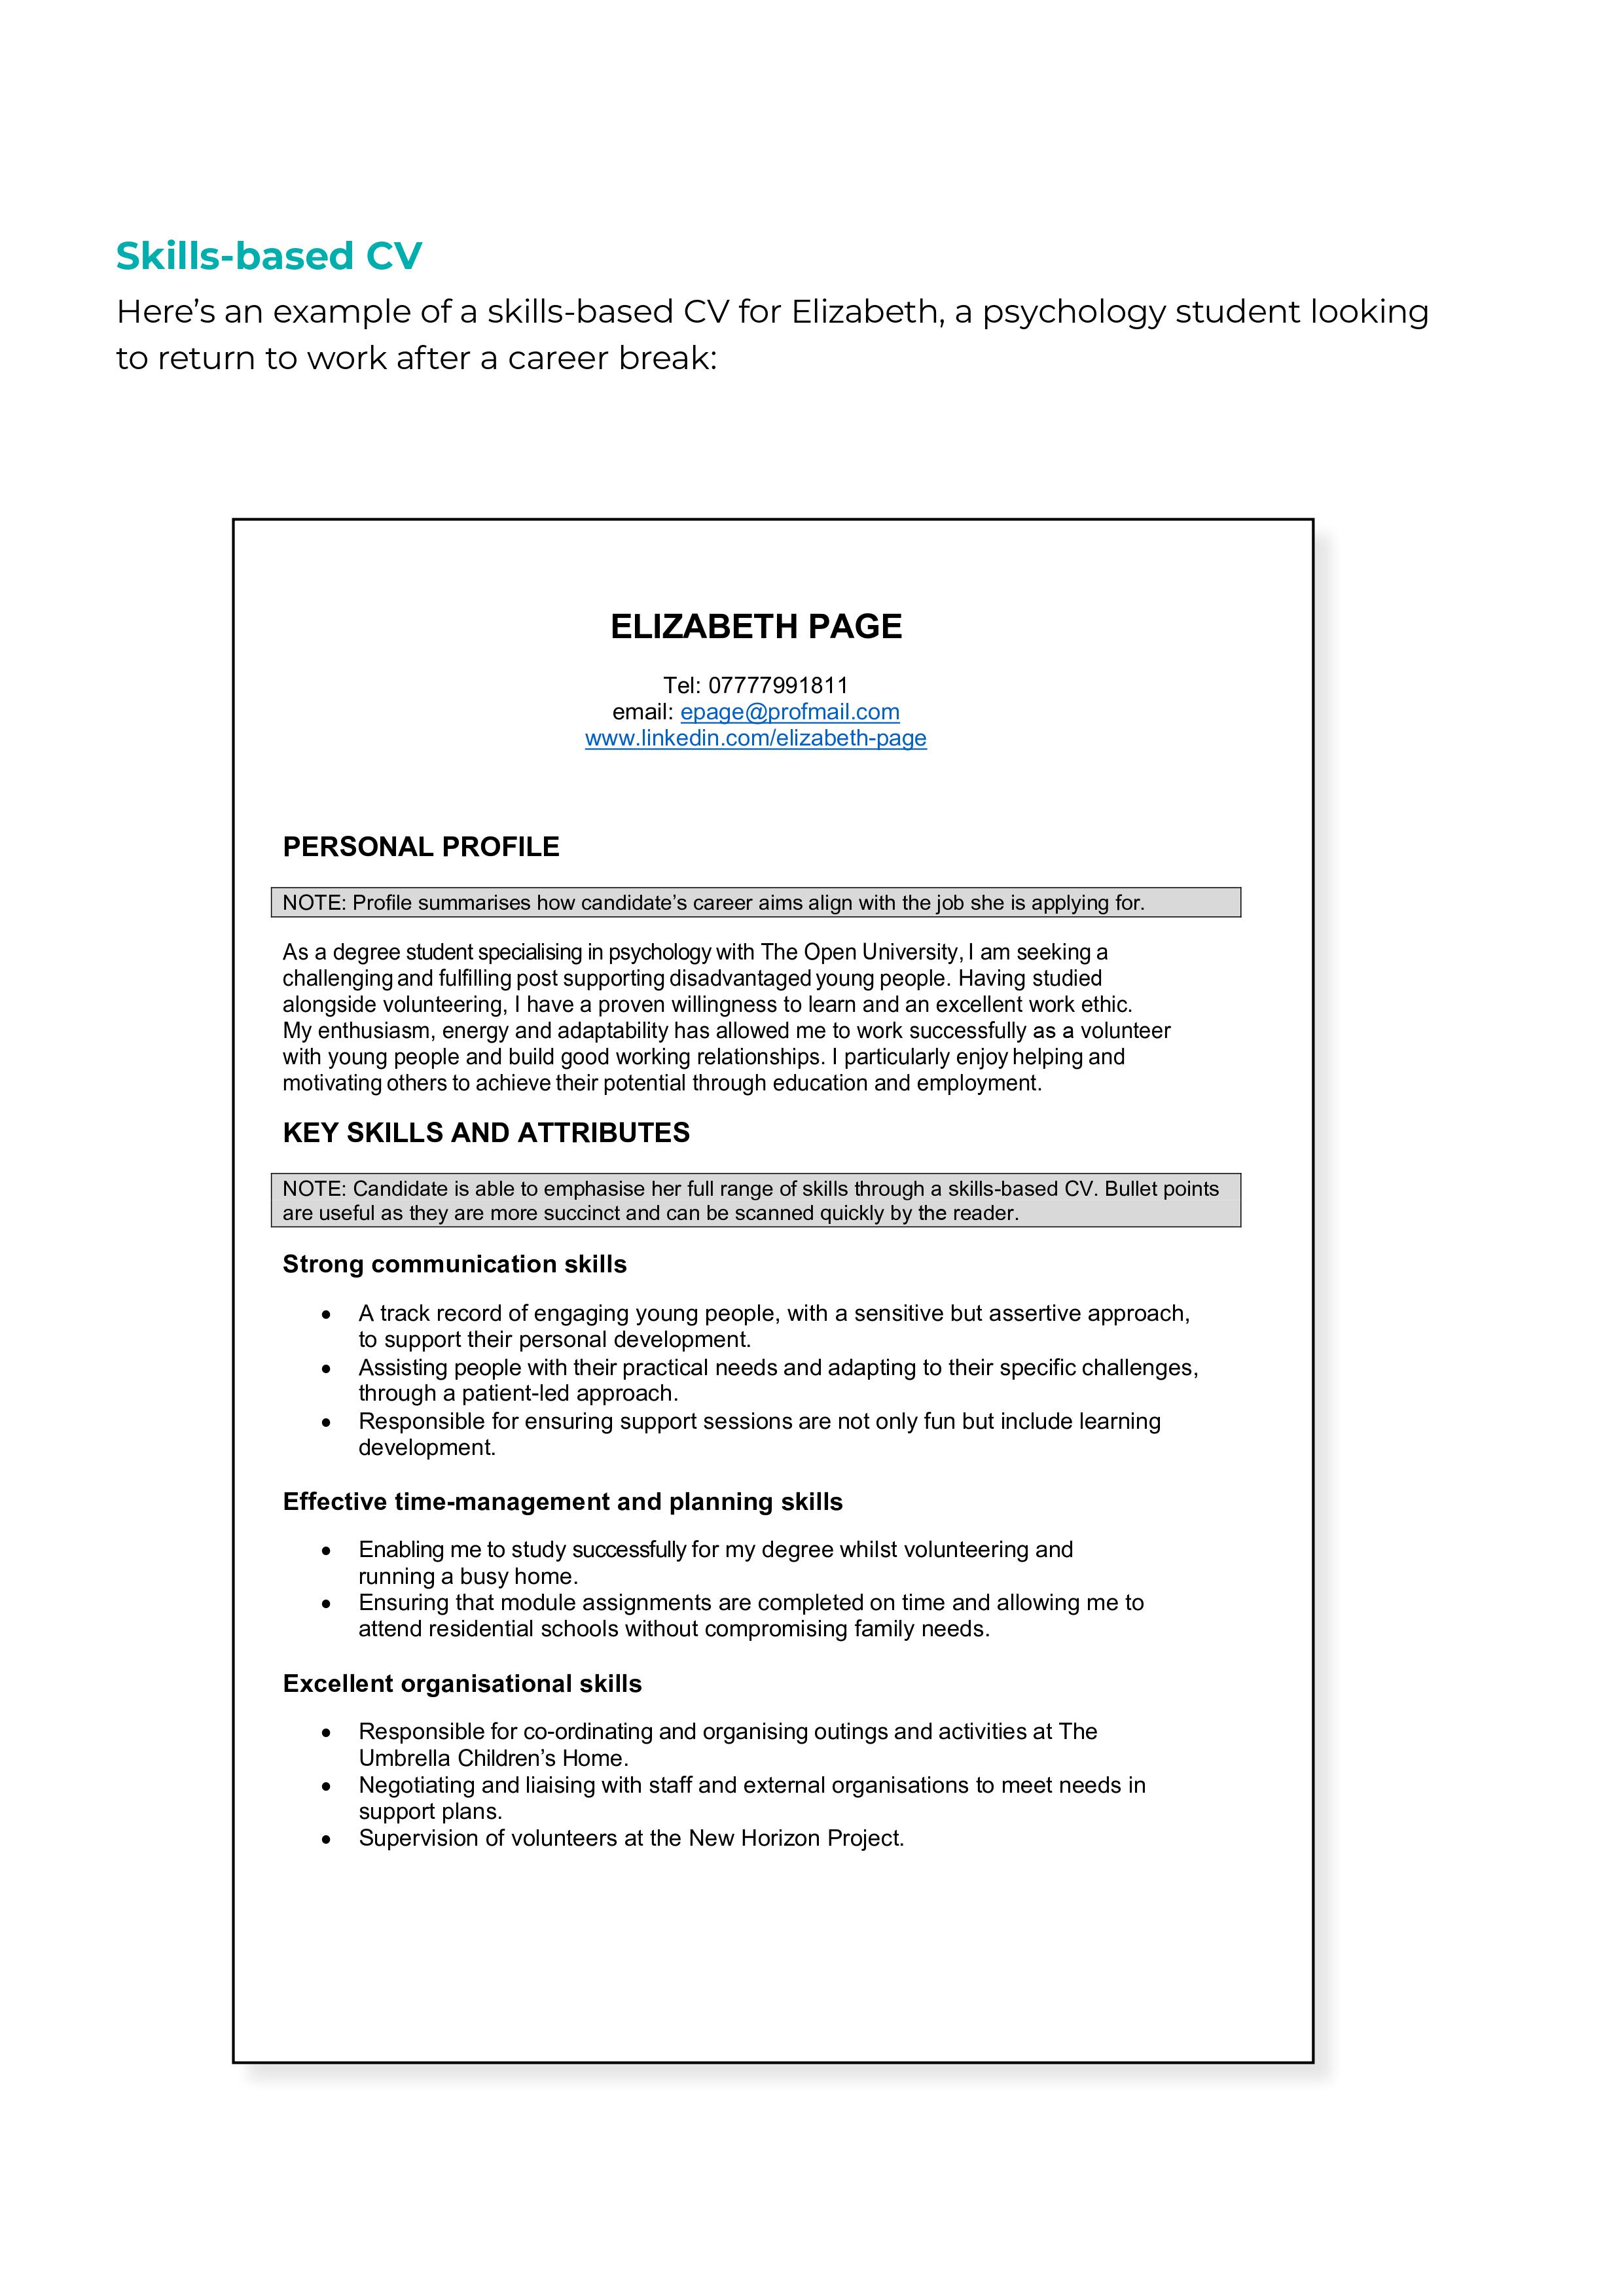 Skills-based CV
Here’s an example of a skills-based CV for Elizabeth, a psychology student looking
to return to work after a career break:
ELIZABETH PAGE
Tel: 07777991811
email: epage@profmail.com
www.linkedin.com/elizabeth-page
PERSONAL PROFILE
NOTE: Profile summarises how candidate’s career aims align with the job she is applying for.
As a degree student specialising in psychology with The Open University, I am seeking a
challenging and fulfilling post supporting disadvantaged young people. Having studied
alongside volunteering, I have a proven willingness to learn and an excellent work ethic.
My enthusiasm, energy and adaptability has allowed me to work successfully as a volunteer
with young people and build good working relationships. I particularly enjoy helping and
motivating others to achieve their potential through education and employment.
KEY SKILLS AND ATTRIBUTES
NOTE: Candidate is able to emphasise her full range of skills through a skills-based CV. Bullet points
are useful as they are more succinct and can be scanned quickly by the reader.
Strong communication skills
• A track record of engaging young people, with a sensitive but assertive approach,
to support their personal development.
• Assisting people with their practical needs and adapting to their specific challenges,
through a patient-led approach.
• Responsible for ensuring support sessions are not only fun but include learning
development.
Effective time-management and planning skills
• Enabling me to study successfully for my degree whilst volunteering and
running a busy home.
• Ensuring that module assignments are completed on time and allowing me to
attend residential schools without compromising family needs.
Excellent organisational skills
• Responsible for co-ordinating and organising outings and activities at The
Umbrella Children’s Home.
• Negotiating and liaising with staff and external organisations to meet needs in
support plans.
• Supervision of volunteers at the New Horizon Project.